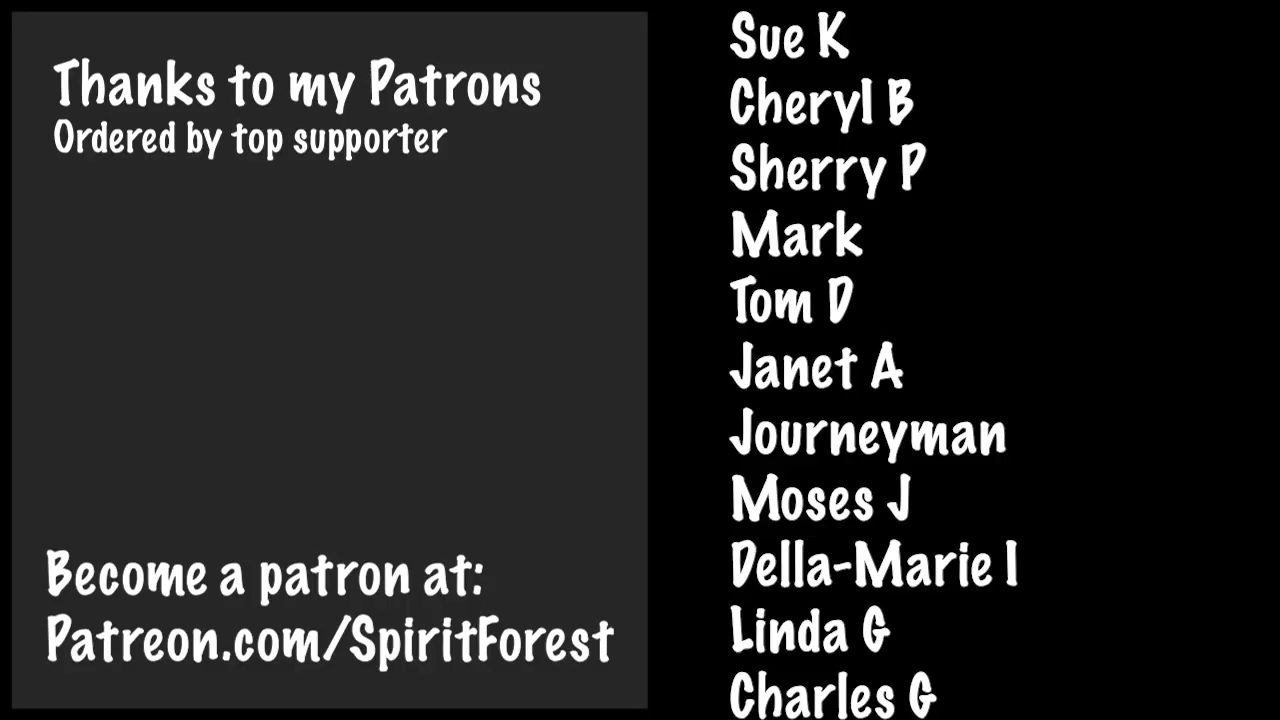 Thanks to my Patrons
Ordered by top supporter
Become a patron at:
Patreon.com/SpiritForest
Sue K
Cheryl B
Sherry P
Mark
Tom D
Janet A
Journeyman
Moses J
Della-Marie I
Linda G
Charles G